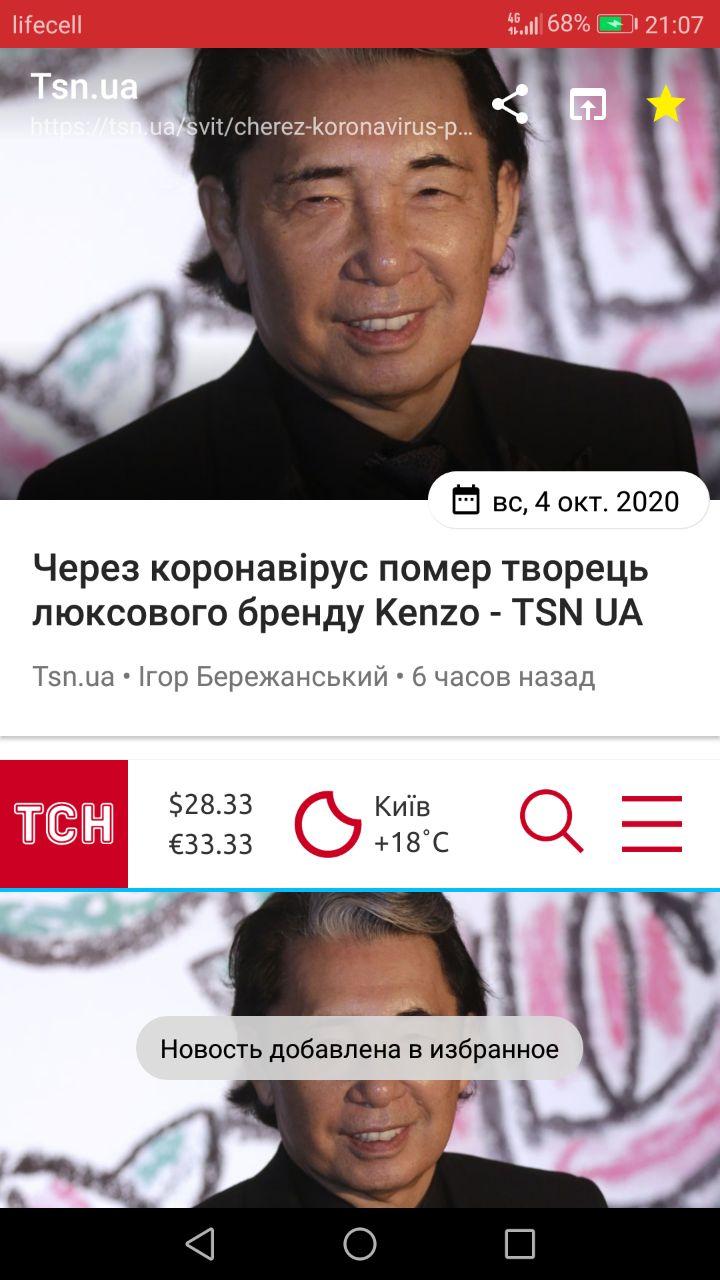 lifecell 4G 68% 21:07
Tsn.ua
https://tsn.ua/svit/cherez-koronavirus-p...
вс, 4 окт. 2020
Через коронавірус помер творець
люксового бренду Kenzo - TSN UA
Tsn.ua • Ігор Бережанський • 6 часов назад
ТСН
$28.33
€33.33
Київ
+18°C
Новость добавлена в избранное